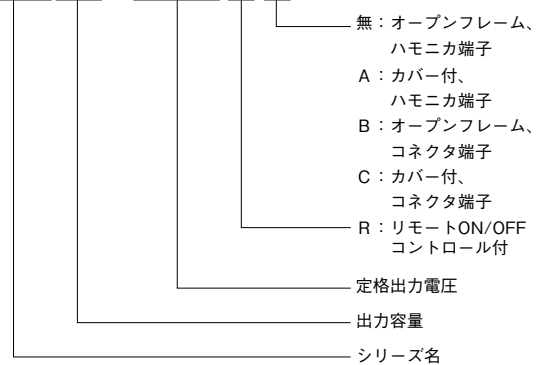 無：オープンフレーム、
ハモニカ端子
A：カバー付、
ハモニカ端子
B：オープンフレーム、
コネクタ端子
C：カバー付、
コネクタ端子
R：リモートON/OFF
コントロール付
定格出力電圧
出力容量
シリーズ名